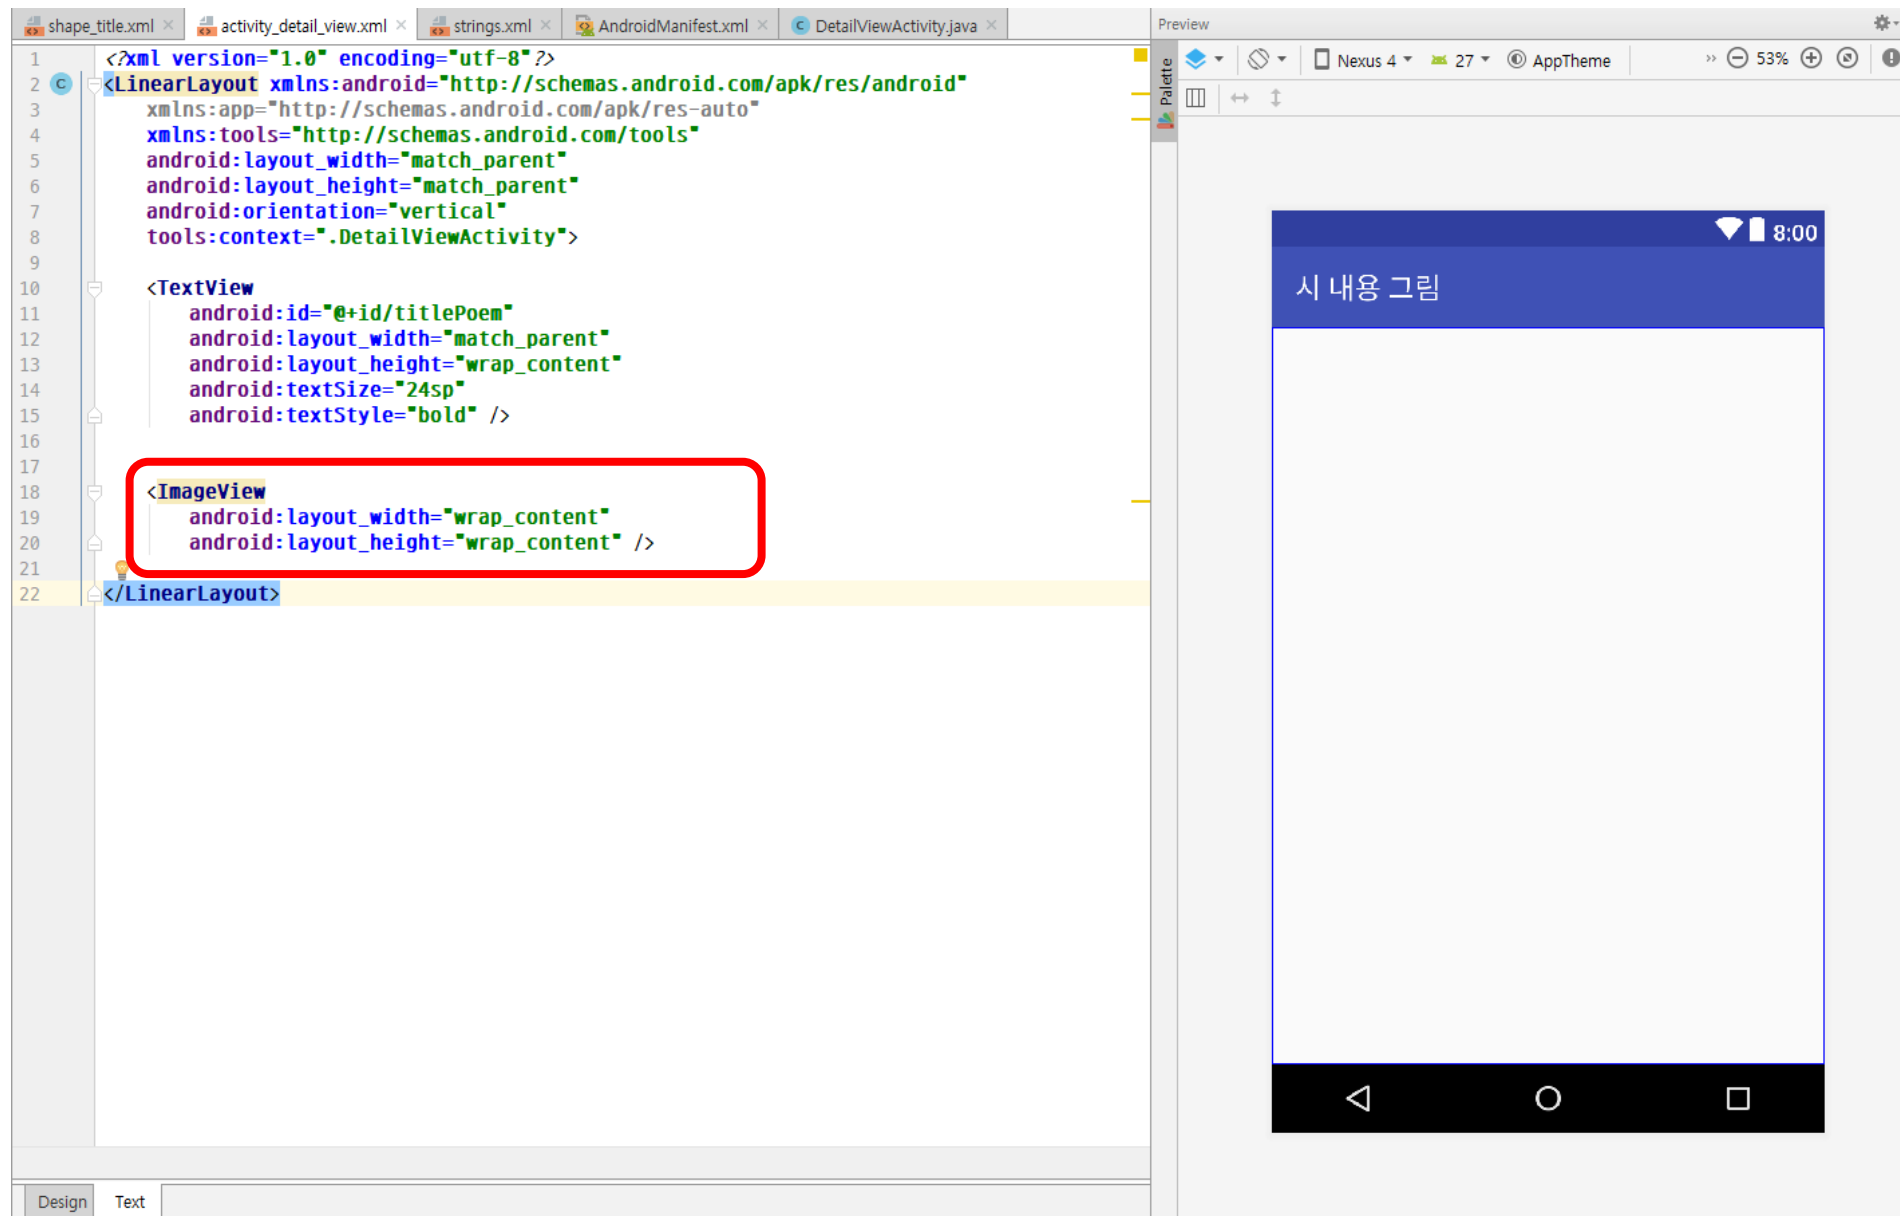 shape_title.xml activity_detail_view.xml strings.xml AndroidManifest.xml DetailViewActivity.java
1 <?xml version="1.0" encoding="utf-8"?>
2 <LinearLayout xmlns:android="http://schemas.android.com/apk/res/android"
3 xmlns:app="http://schemas.android.com/apk/res-auto"
4 xmlns:tools="http://schemas.android.com/tools"
5 android:layout_width="match_parent"
6 android:layout_height="match_parent"
7 android:orientation="vertical"
8 tools:context=".DetailViewActivity">
9
10 <TextView
11 android:id="@+id/titlePoem"
12 android:layout_width="match_parent"
13 android:layout_height="wrap_content"
14 android:textSize="24sp"
15 android:textStyle="bold" />
16
17
18 <ImageView
19 android:layout_width="wrap_content"
20 android:layout_height="wrap_content" />
21
22 </LinearLayout>
Design Text
Preview
Palette
Nexus 4 27 AppTheme 53%
8:00
시 내용 그림